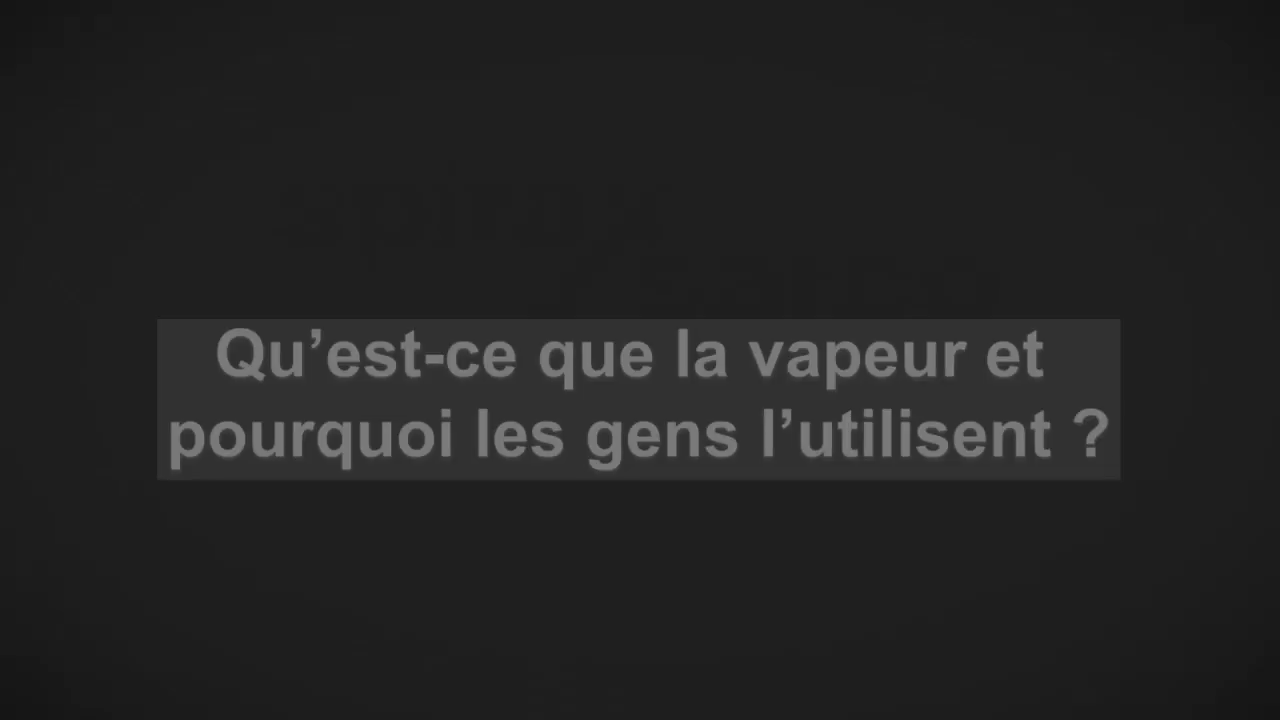 Qu’est-ce que la vapeur et
pourquoi les gens l’utilisent ?